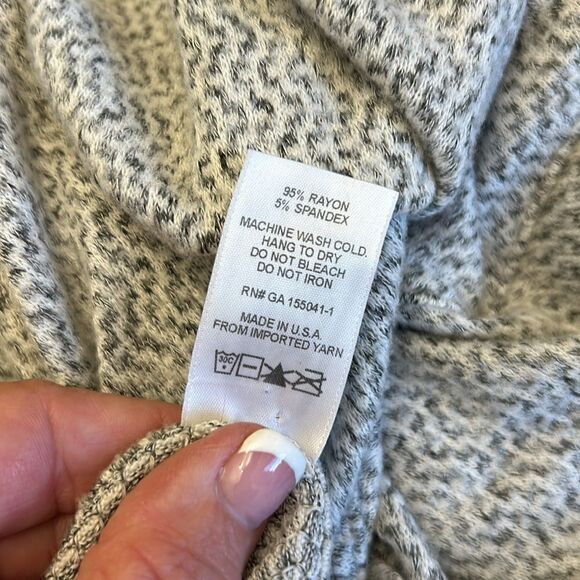 95% RAYON
5% SPANDEX
MACHINE WASH COLD.
HANG TO DRY
DO NOT BLEACH
DO NOT IRON
RN# GA 155041-1
MADE IN U.S.A.
FROM IMPORTED YARN
30C